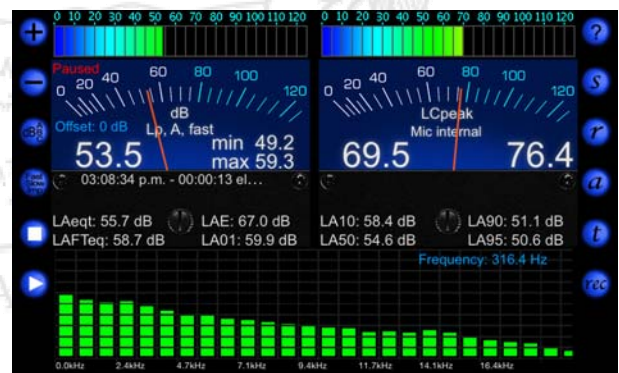 0 10 20 30 40 50 60 70 80 90 100 110 120
0 10 20 30 40 50 60 70 80 90 100 110 120
Paused
0 20 40 60 80 100 120
dB
Offset: 0 dB
Lp, A, fast
53.5
min 49.2
max 59.3
0 20 40 60 80 100 120
LCpeak
Mic internal
69.5
76.4
03:08:34 p.m. - 00:00:13 el...
LAeqt: 55.7 dB
LAE: 67.0 dB
LAFTeq: 58.7 dB
LA01: 59.9 dB
LA10: 58.4 dB
LA90: 51.1 dB
LA50: 54.6 dB
LA95: 50.6 dB
Frequency: 316.4 Hz
0.0kHz 2.4kHz 4.7kHz 7.1kHz 9.4kHz 11.7kHz 14.1kHz 16.4kHz
+
-
?
s
r
a
t
rec